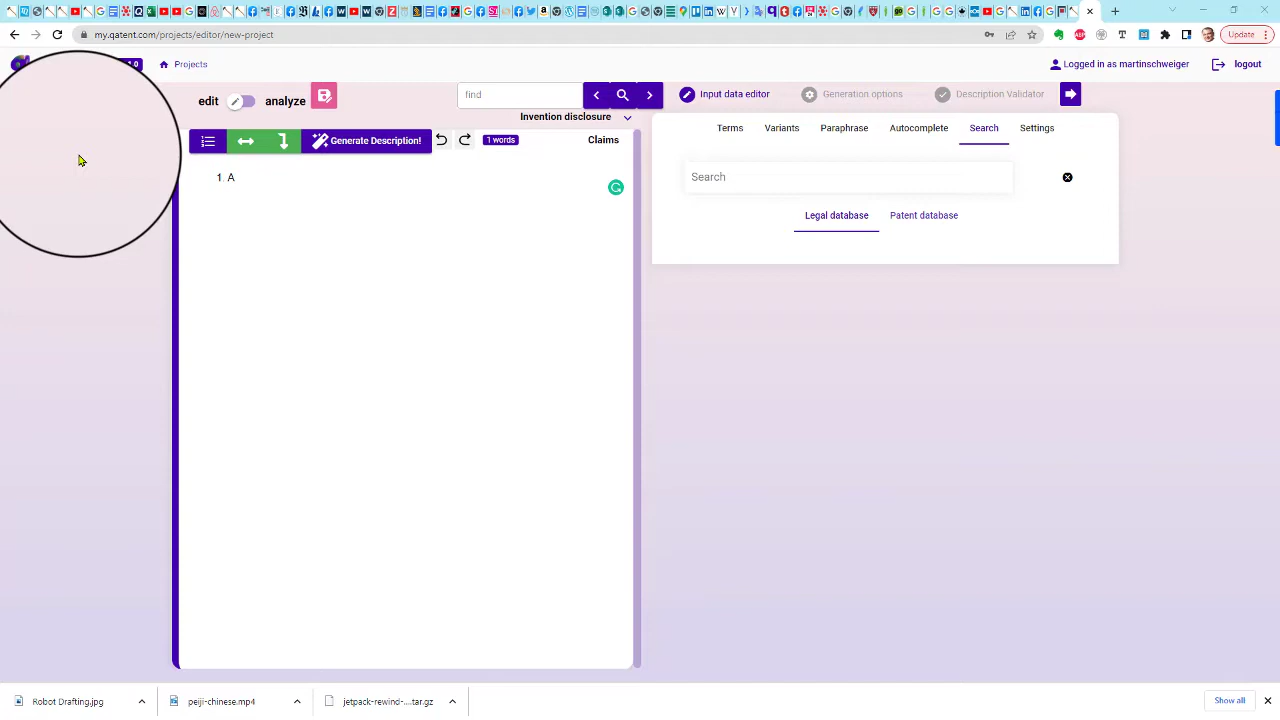 my.qatent.com/projects/editor/new-project
Update
1.0
Projects
Logged in as martinschweiger
logout
edit
analyze
find
Input data editor
Generation options
Description Validator
Invention disclosure
Generate Description!
1 words
Claims
Terms
Variants
Paraphrase
Autocomplete
Search
Settings
1 A
Search
Legal database
Patent database
Robot Drafting.jpg
peiji-chinese.mp4
jetpack-rewind-....tar.gz
Show all